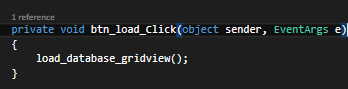 1 reference
private void btn_load_Click(object sender, EventArgs e)
{
load_database_gridview();
}